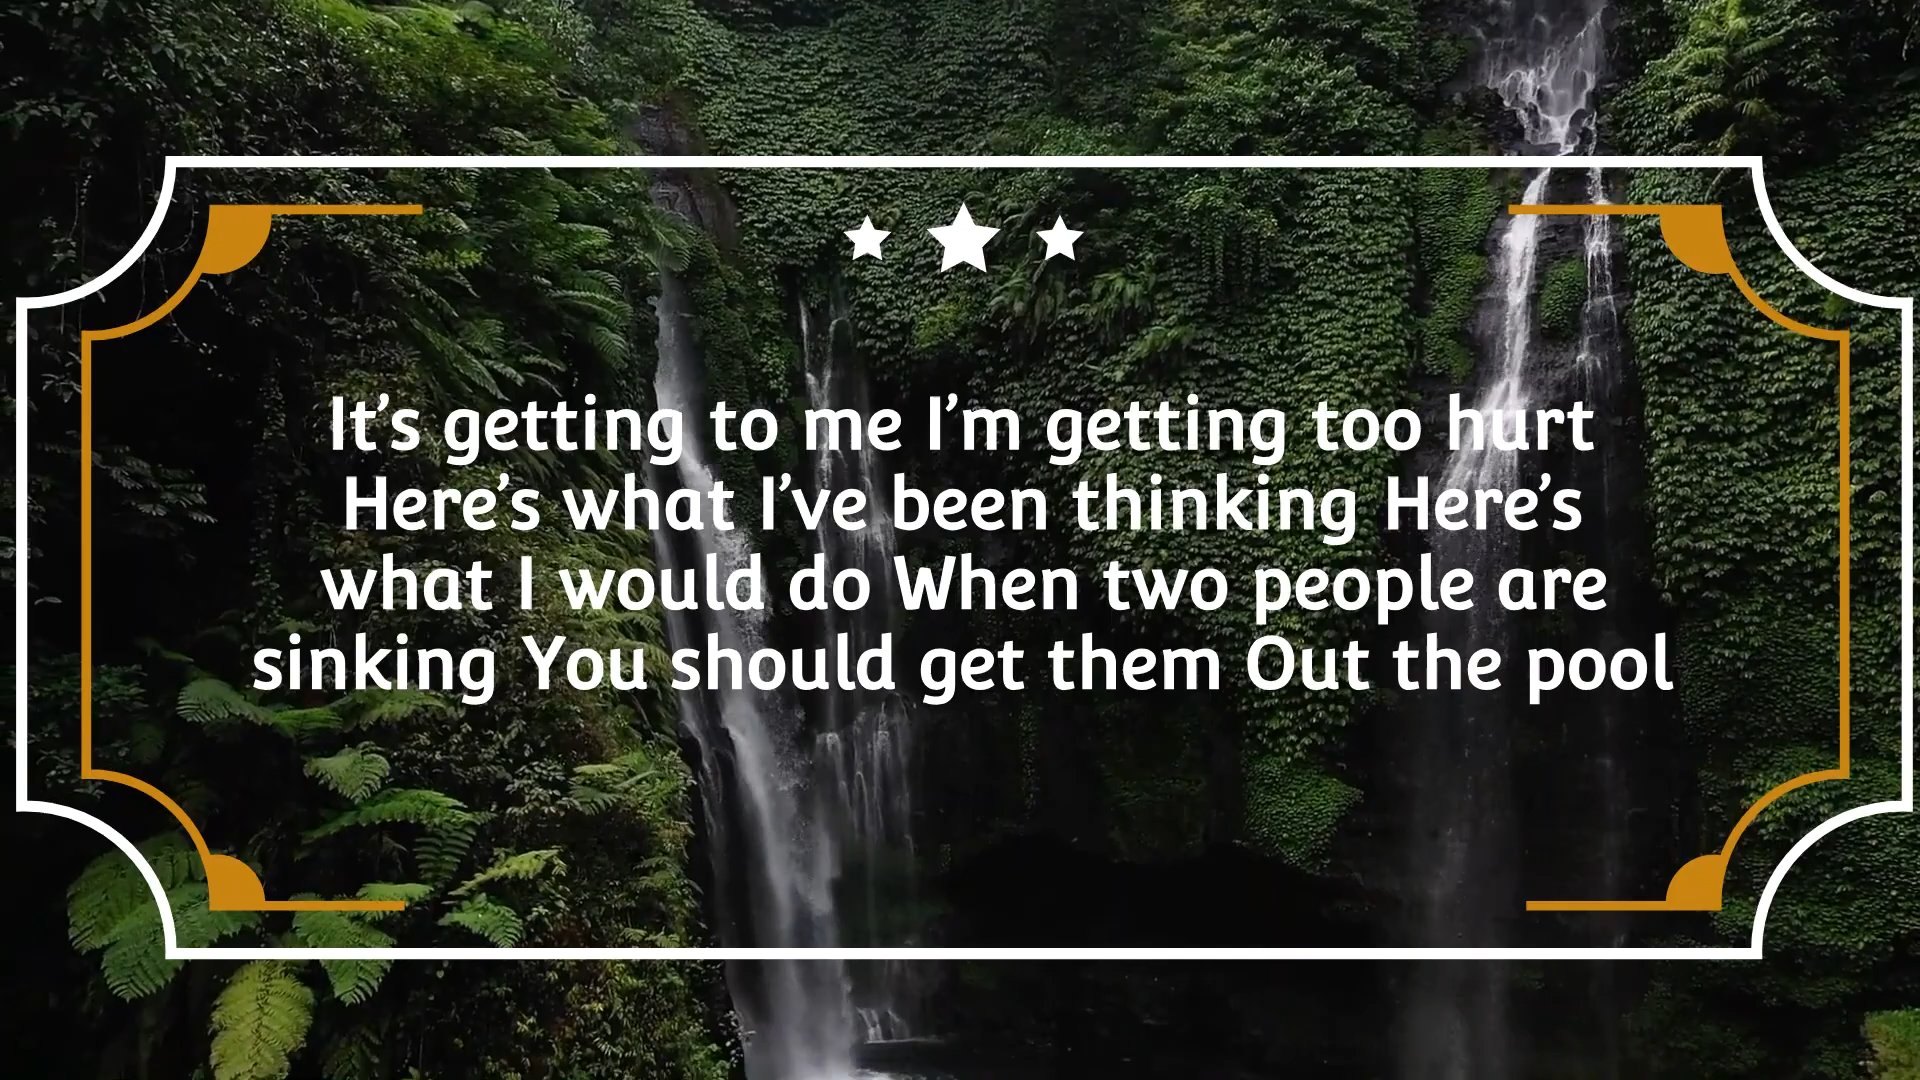 It’s getting to me I’m getting too hurt
Here’s what I’ve been thinking Here’s
what I would do When two people are
sinking You should get them Out the pool